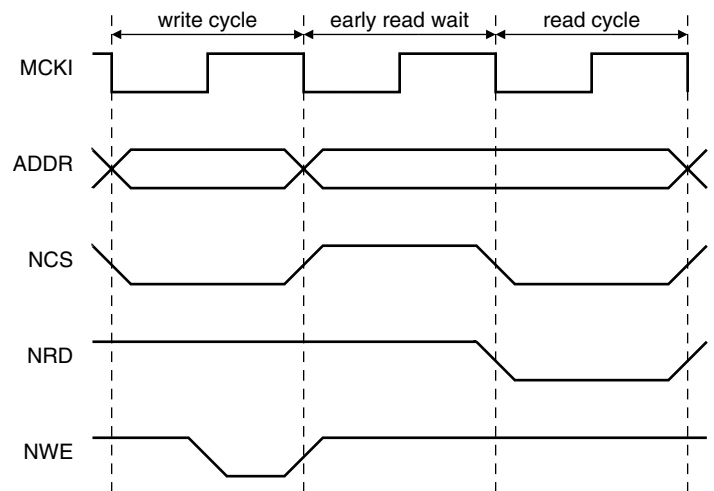 write cycle early read wait read cycle
MCKI
ADDR
NCS
NRD
NWE